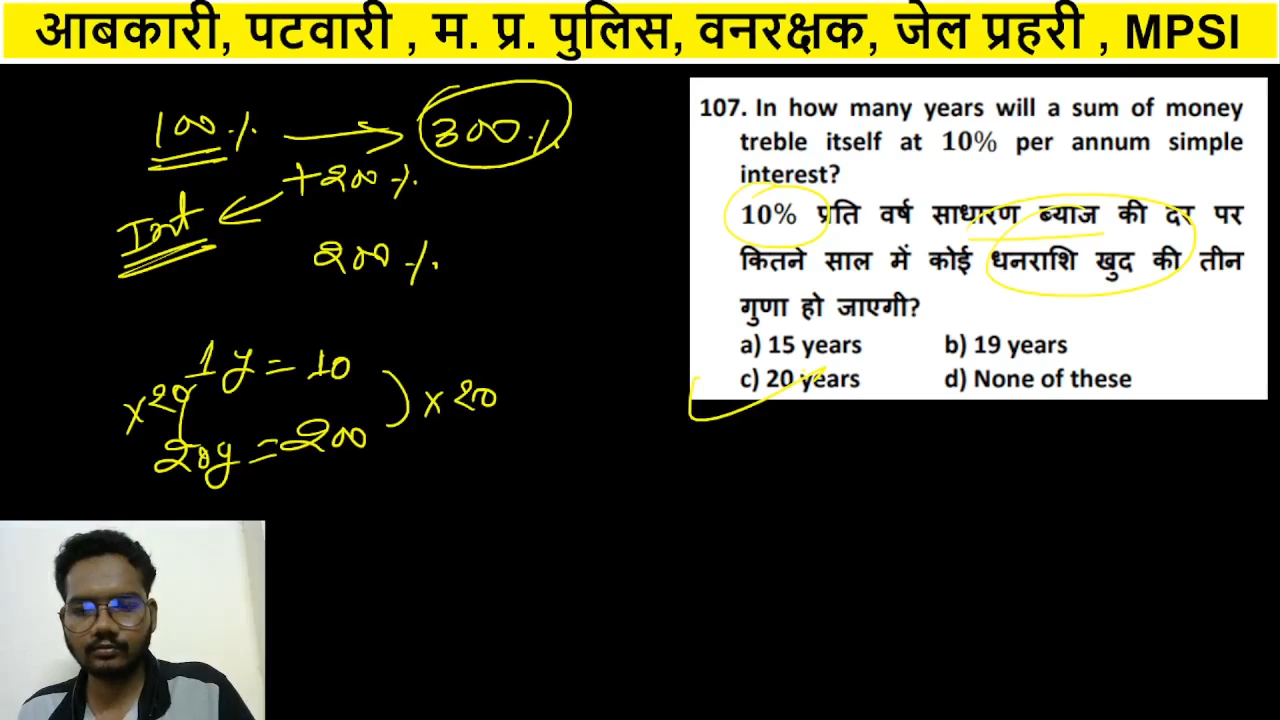 आबकारी, पटवारी , म. प्र. पुलिस, वनरक्षक, जेल प्रहरी , MPSI
100% → 300%
+200%
Int
200%
1y = 10
×20 ×20
20y = 200
107. In how many years will a sum of money
treble itself at 10% per annum simple
interest?
10% प्रति वर्ष साधारण ब्याज की दर पर
कितने साल में कोई धनराशि खुद की तीन
गुणा हो जाएगी?
a) 15 years b) 19 years
c) 20 years d) None of these